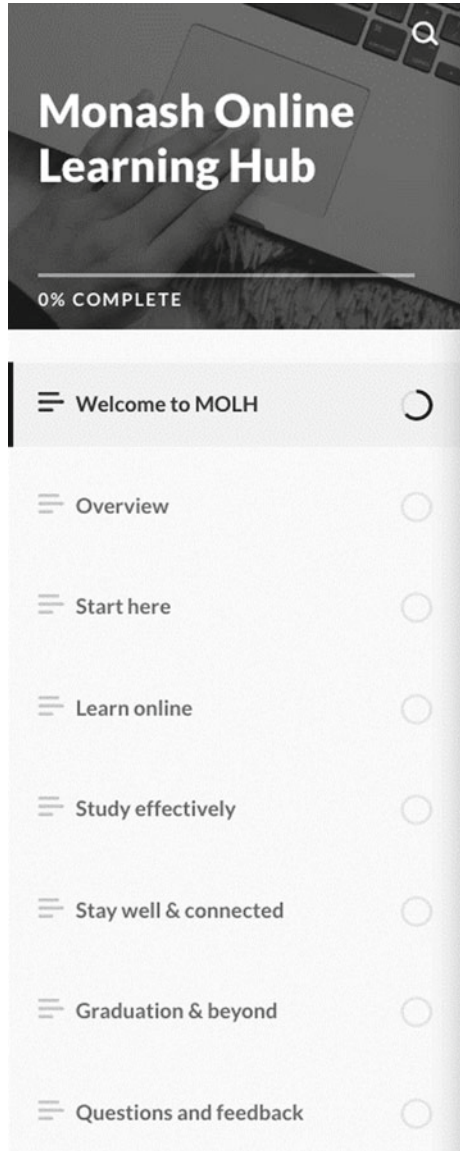 Monash Online
Learning Hub
0% COMPLETE
Welcome to MOLH
Overview
Start here
Learn online
Study effectively
Stay well & connected
Graduation & beyond
Questions and feedback